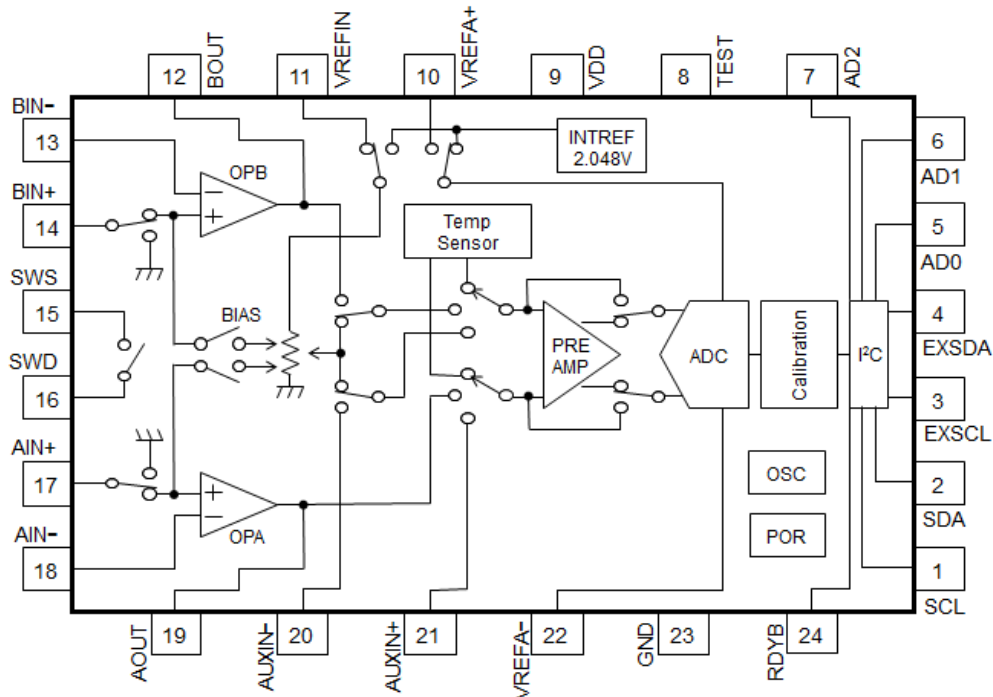 BOUT
VREFIN
VREFA+
VDD
TEST
AD2
12
11
10
9
8
7
BIN−
13
BIN+
14
SWS
15
SWD
16
AIN+
17
AIN−
18
OPB
+
−
INTREF
2.048V
Temp
Sensor
BIAS
PRE
AMP
ADC
Calibration
I²C
OSC
POR
+
−
OPA
6
AD1
5
AD0
4
EXSDA
3
EXSCL
2
SDA
1
SCL
19
20
21
22
23
24
AOUT
AUXIN−
AUXIN+
VREFA−
GND
RDYB